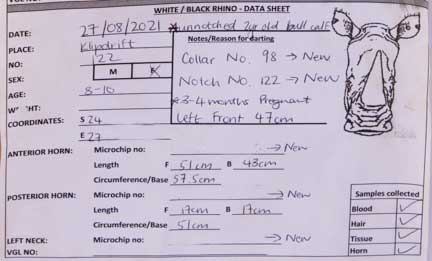 WHITE / BLACK RHINO - DATA SHEET
DATE: 27/08/2021 * unnotched 2yr old bull calf
Notes/Reason for darting
PLACE: Klipdrift
NO: 122
Collar No. 98 → New
SEX: M F
Notch No. 122 → New
AGE: 8-10
* 3-4 months Pregnant
W HT:
Left Front 47cm
COORDINATES: S 24
E 27
ANTERIOR HORN: Microchip no: → New
Length F 51cm B 43cm
Circumference/Base 57.5cm
POSTERIOR HORN: Microchip no: → New
Length F 17cm B 17cm
Circumference/Base 51cm
Samples collected
Blood ✓
Hair ✓
Tissue ✓
Horn ✓
LEFT NECK: Microchip no: → New
VGL NO: